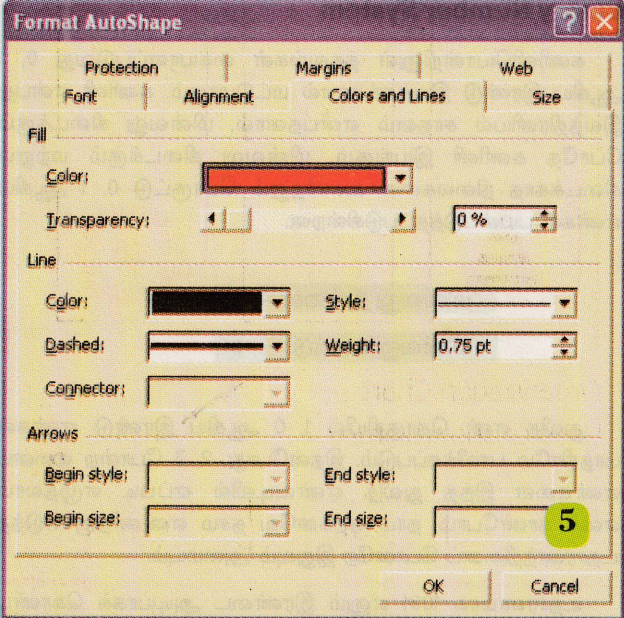 Format AutoShape
Protection Margins Web
Font Alignment Colors and Lines Size
Fill
Color:
Transparency: 0 %
Line
Color: Style:
Dashed: Weight: 0.75 pt
Connector:
Arrows
Begin style: End style:
Begin size: End size:
5
OK Cancel